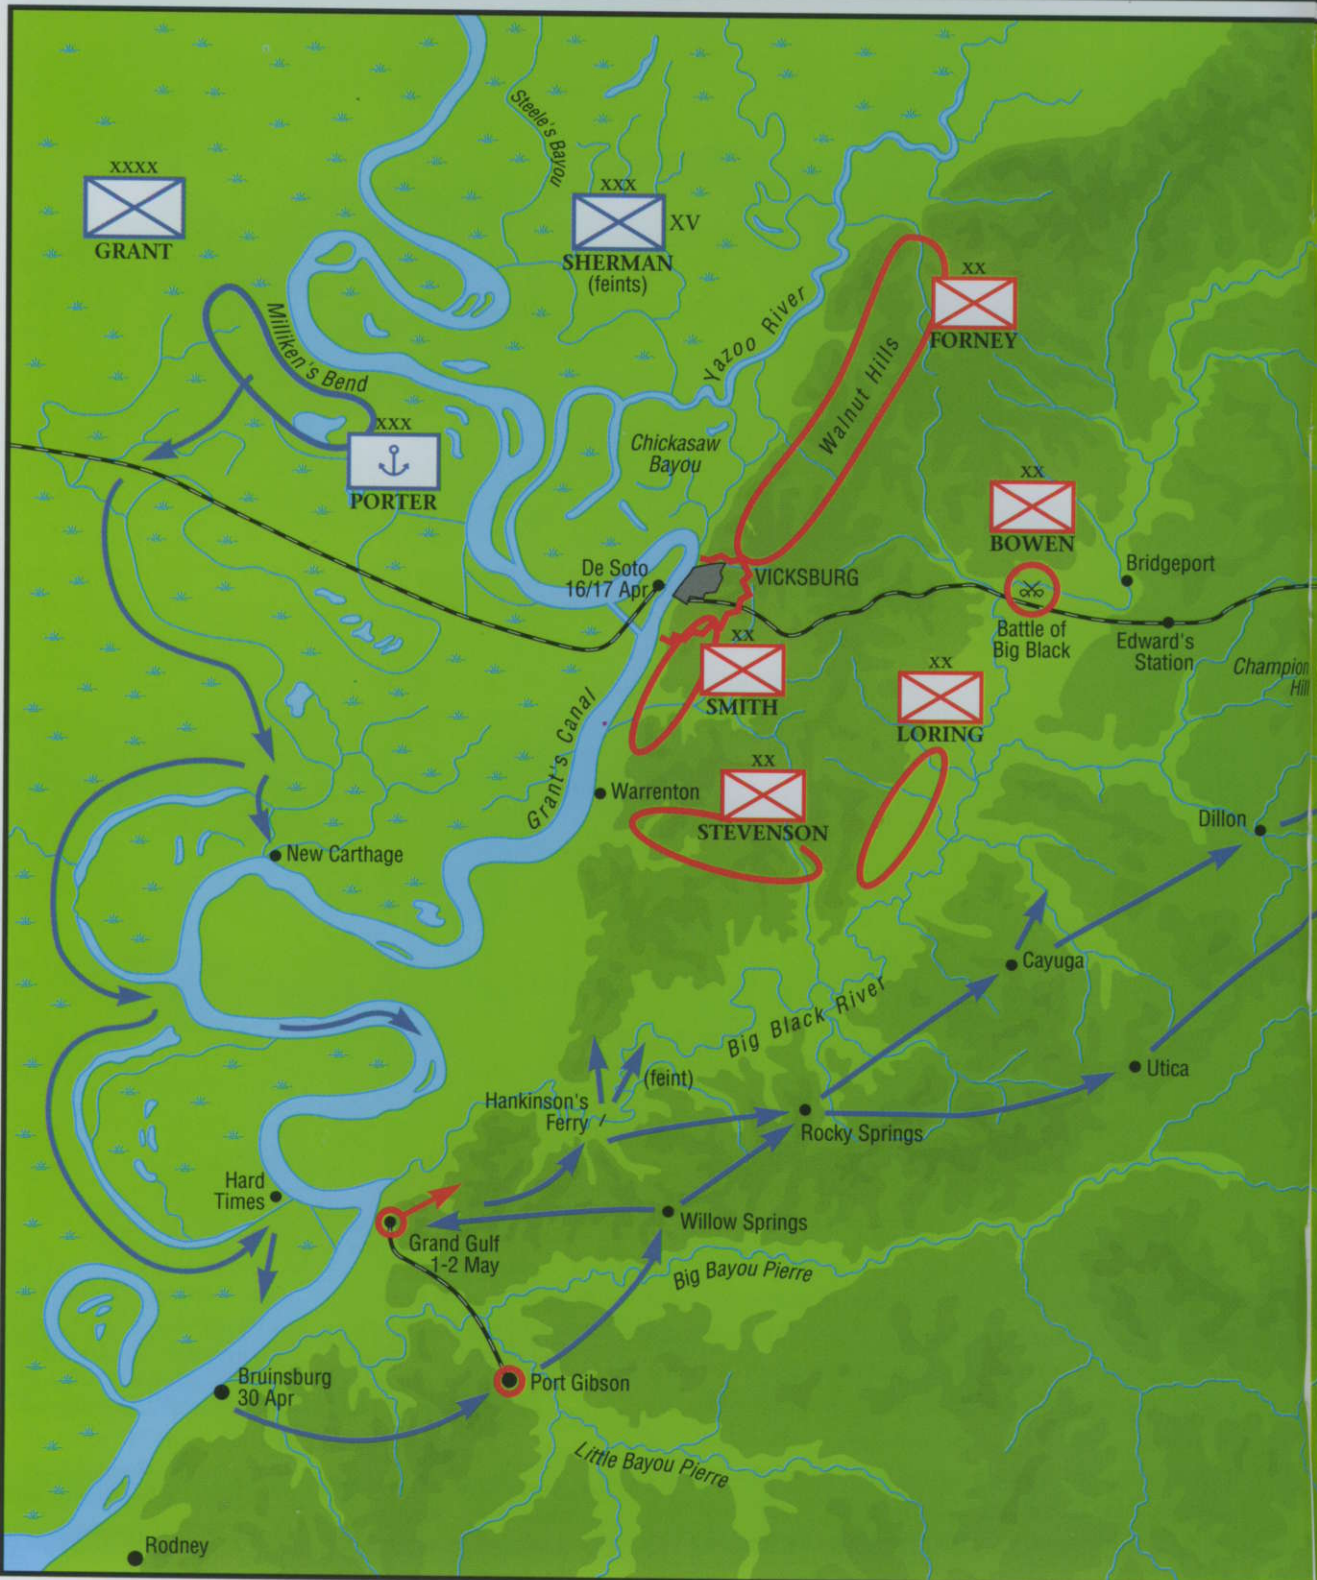 XXXX
GRANT
Steele's Bayou
XXX
XV
SHERMAN
(feints)
XX
FORNEY
Milliken's Bend
Yazoo River
Walnut Hills
XXX
PORTER
Chickasaw
Bayou
XX
BOWEN
De Soto
16/17 Apr
VICKSBURG
Bridgeport
Battle of
Big Black
Edward's
Station
Champion
Hill
XX
SMITH
XX
LORING
Grant's Canal
Warrenton
XX
STEVENSON
Dillon
New Carthage
Cayuga
Big Black River
Utica
(feint)
Hankinson's
Ferry
Rocky Springs
Hard
Times
Willow Springs
Grand Gulf
1-2 May
Big Bayou Pierre
Bruinsburg
30 Apr
Port Gibson
Little Bayou Pierre
Rodney